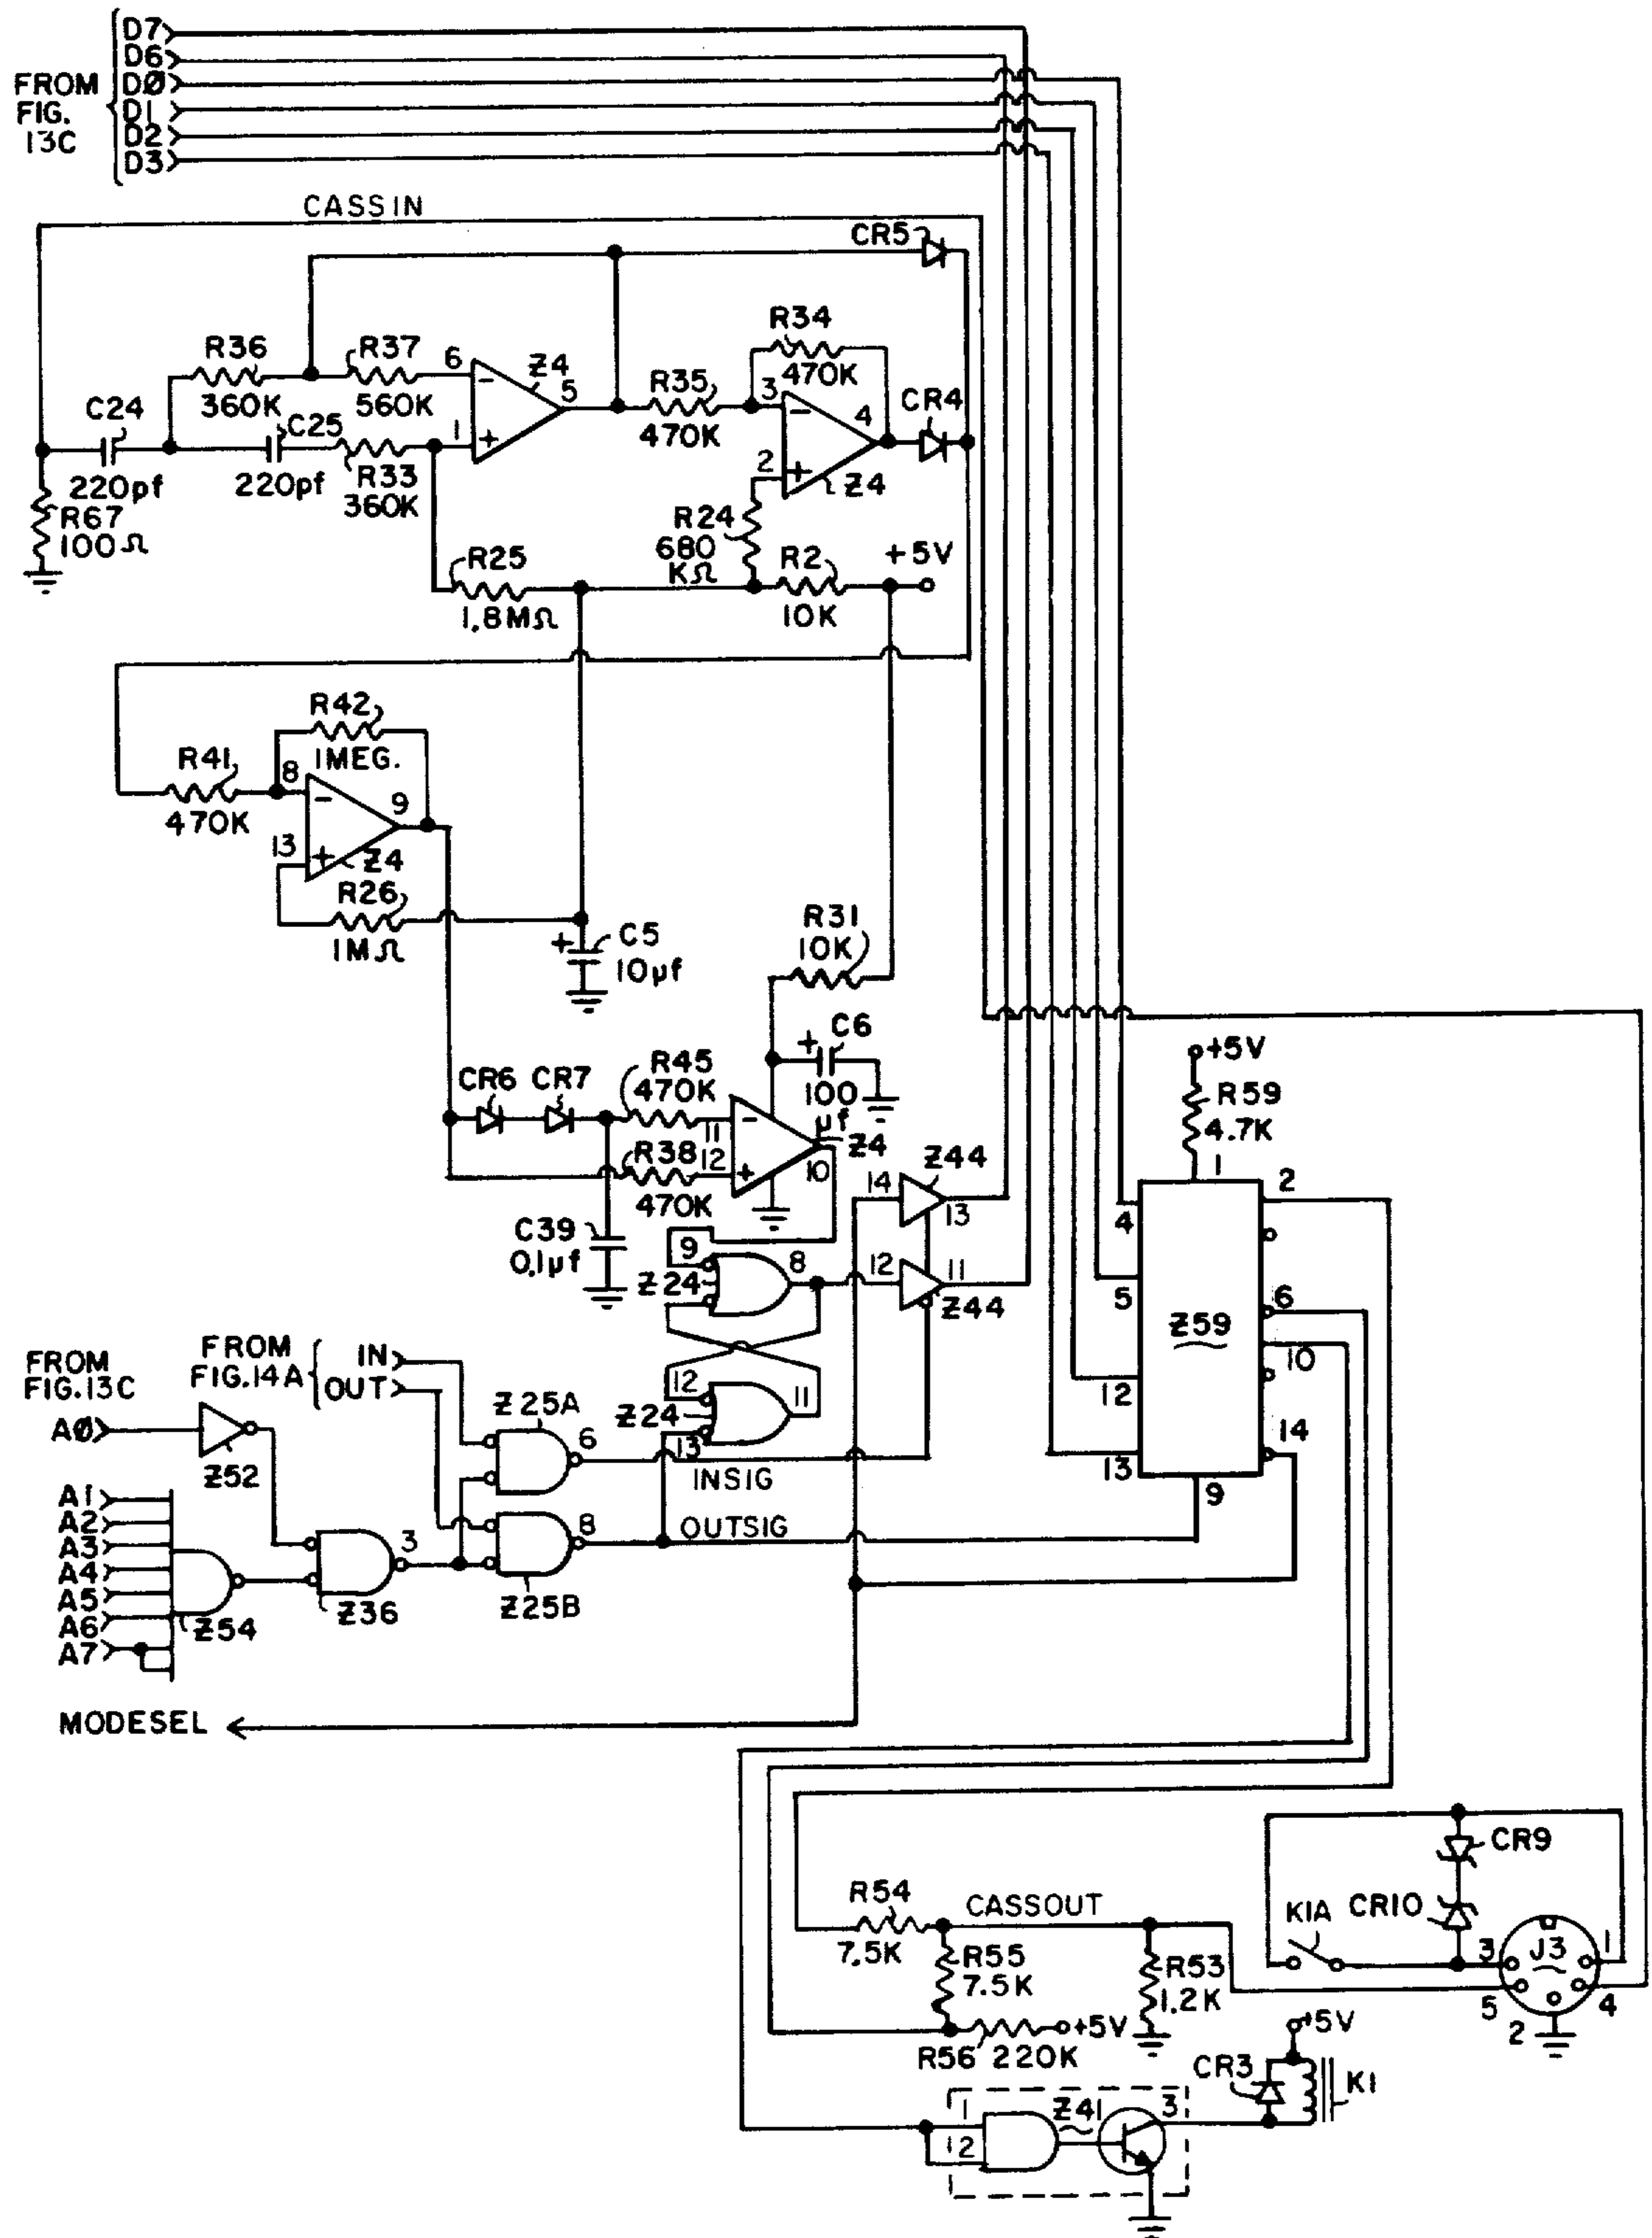 D7
D6
FROM
FIG.
13C
DØ
D1
D2
D3
CASSIN
CR5
R34
470K
R36
360K
R37
560K
6
Z4
5
R35
470K
3
CR4
4
C24
220pf
C25
220pf
R33
360K
1
2
Z4
R67
100Ω
R24
680
KΩ
R2
10K
+5V
R25
1.8MΩ
R42
1MEG.
R41
470K
8
9
13
Z4
R26
1MΩ
C5
10µf
R31
10K
C6
100
µf
+5V
R59
4.7K
CR6
CR7
R45
470K
11
12
R38
470K
Z4
10
C39
0.1µf
Z44
14
13
12
11
Z44
9
Z24
8
12
Z24
11
13
1
2
4
5
6
Z59
10
12
14
13
9
FROM
FIG.13C
FROM
FIG.14A
IN
OUT
AØ
Z52
Z25A
6
INSIG
8
OUTSIG
Z25B
A1
A2
A3
A4
A5
A6
A7
Z54
3
Z36
MODESEL
CR9
CR10
K1A
R54
7.5K
CASSOUT
R55
7.5K
R53
1.2K
3
J3
1
5
2
4
R56 220K
+5V
+5V
CR3
K1
1
2
Z41
3